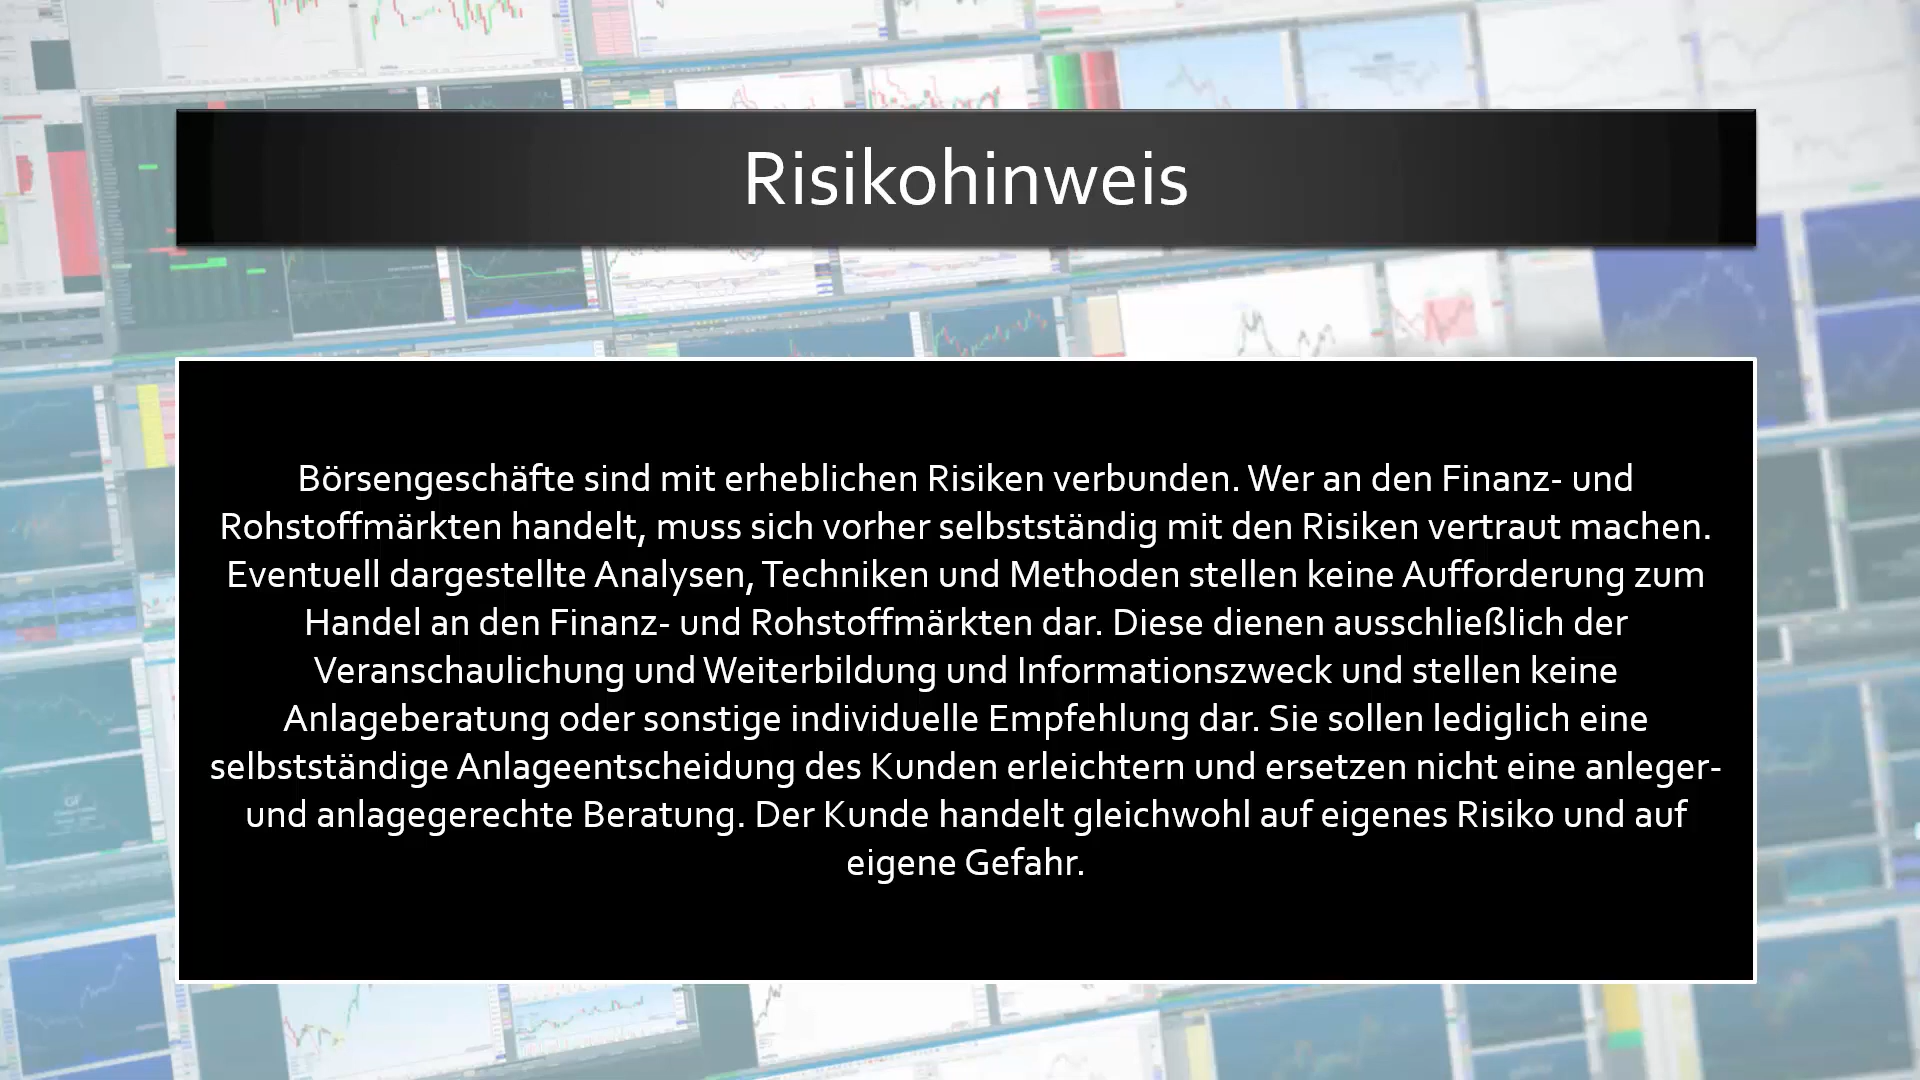 Risikohinweis
Börsengeschäfte sind mit erheblichen Risiken verbunden. Wer an den Finanz- und
Rohstoffmärkten handelt, muss sich vorher selbstständig mit den Risiken vertraut machen.
Eventuell dargestellte Analysen, Techniken und Methoden stellen keine Aufforderung zum
Handel an den Finanz- und Rohstoffmärkten dar. Diese dienen ausschließlich der
Veranschaulichung und Weiterbildung und Informationszweck und stellen keine
Anlageberatung oder sonstige individuelle Empfehlung dar. Sie sollen lediglich eine
selbstständige Anlageentscheidung des Kunden erleichtern und ersetzen nicht eine anleger-
und anlagegerechte Beratung. Der Kunde handelt gleichwohl auf eigenes Risiko und auf
eigene Gefahr.